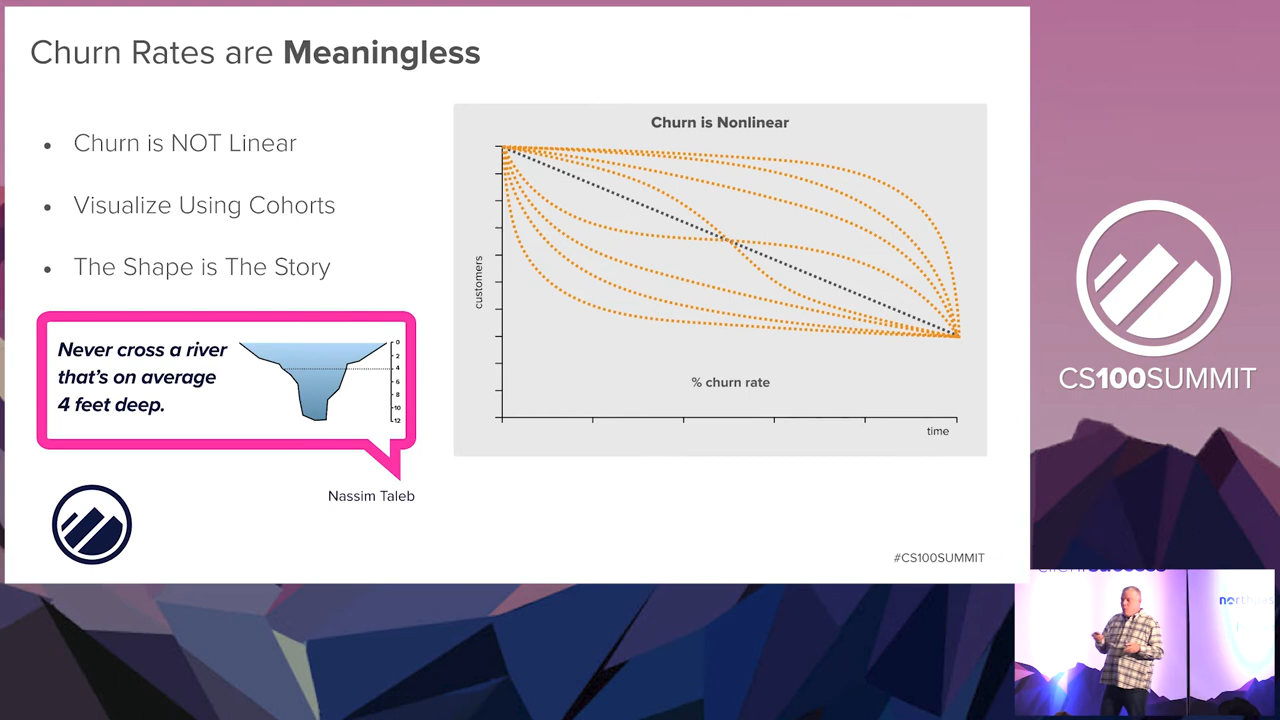 Churn Rates are Meaningless
• Churn is NOT Linear
• Visualize Using Cohorts
• The Shape is The Story
Never cross a river
that's on average
4 feet deep.
0
2
4
6
8
10
12
Nassim Taleb
Churn is Nonlinear
customers
% churn rate
time
#CS100SUMMIT
CS100SUMMIT